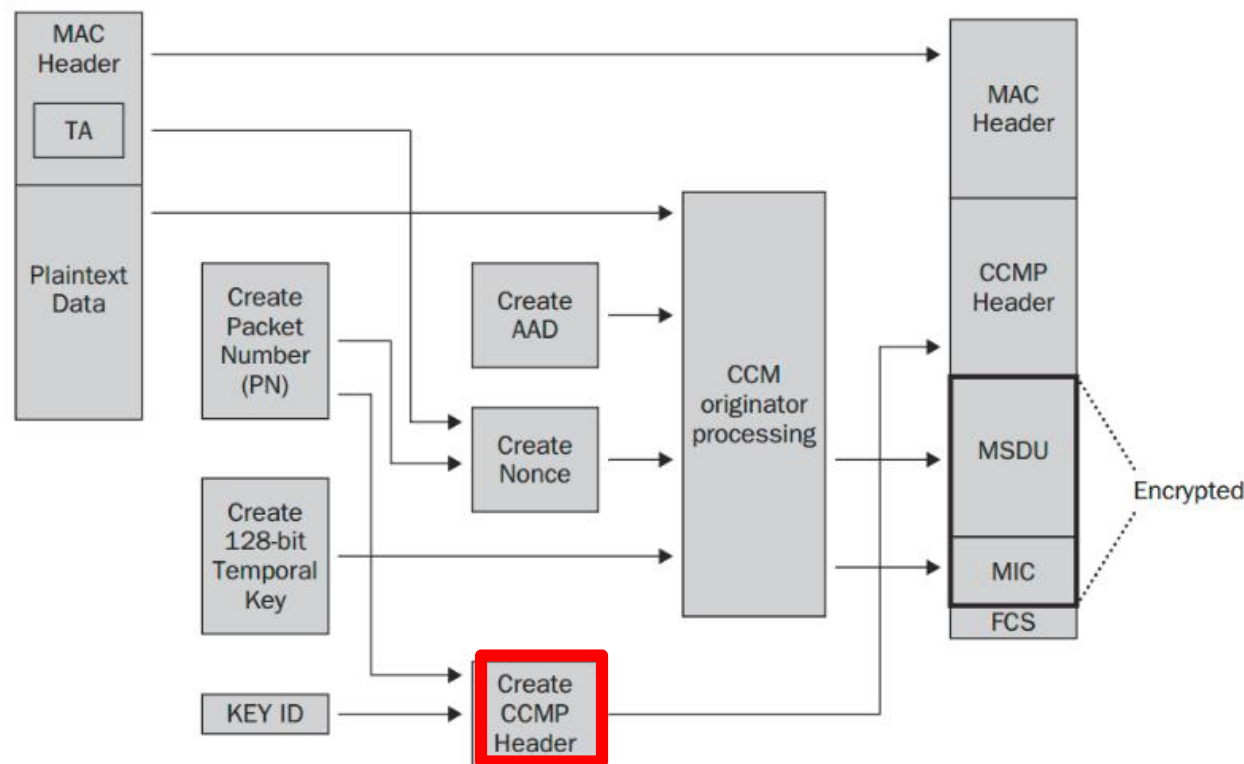 MAC
Header
TA
Plaintext
Data
Create
Packet
Number
(PN)
Create
128-bit
Temporal
Key
KEY ID
Create
AAD
Create
Nonce
Create
CCMP
Header
CCM
originator
processing
MAC
Header
CCMP
Header
MSDU
MIC
FCS
Encrypted